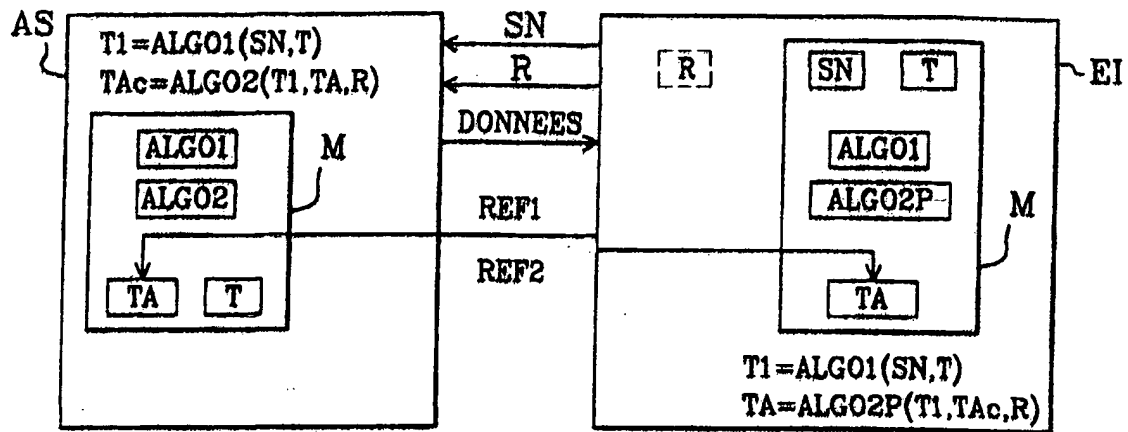 AS
T1=ALGO1(SN,T)
TAc=ALGO2(T1,TA,R)
ALGO1
ALGO2
M
TA
T
SN
R
DONNEES
REF1
REF2
R
SN
T
EI
ALGO1
ALGO2P
M
TA
T1=ALGO1(SN,T)
TA=ALGO2P(T1,TAc,R)